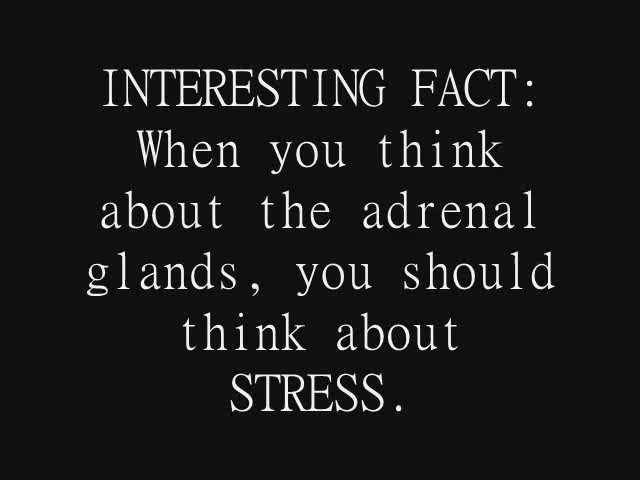 INTERESTING FACT:
When you think
about the adrenal
glands, you should
think about
STRESS.